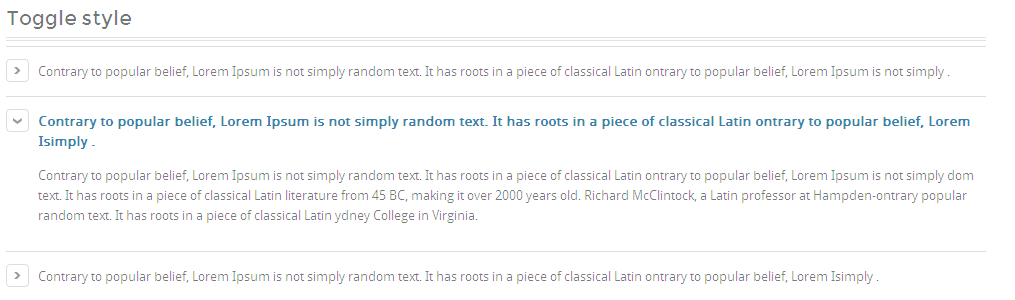 Toggle style
Contrary to popular belief, Lorem Ipsum is not simply random text. It has roots in a piece of classical Latin ontrary to popular belief, Lorem Ipsum is not simply .
Contrary to popular belief, Lorem Ipsum is not simply random text. It has roots in a piece of classical Latin ontrary to popular belief, Lorem
Isimply .
Contrary to popular belief, Lorem Ipsum is not simply random text. It has roots in a piece of classical Latin ontrary to popular belief, Lorem Ipsum is not simply dom
text. It has roots in a piece of classical Latin literature from 45 BC, making it over 2000 years old. Richard McClintock, a Latin professor at Hampden-ontrary popular
random text. It has roots in a piece of classical Latin ydney College in Virginia.
Contrary to popular belief, Lorem Ipsum is not simply random text. It has roots in a piece of classical Latin ontrary to popular belief, Lorem Isimply .